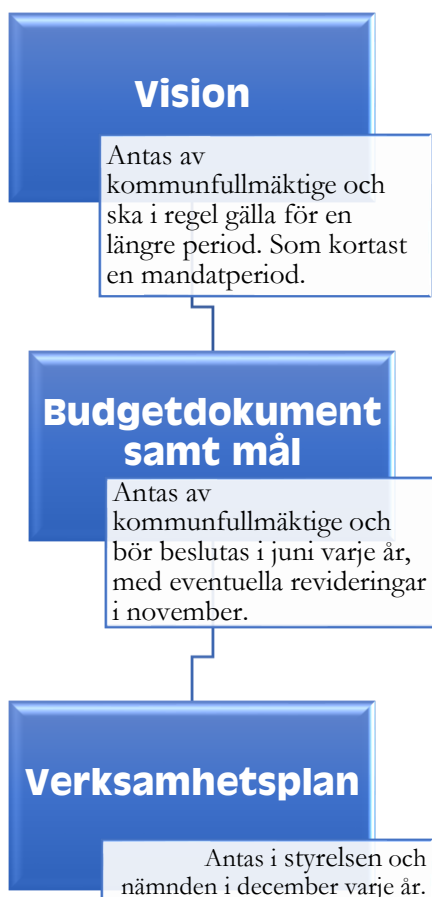 Vision
Antas av
kommunfullmäktige och
ska i regel gälla för en
längre period. Som kortast
en mandatperiod.
Budgetdokument
samt mål
Antas av
kommunfullmäktige och
bör beslutas i juni varje år,
med eventuella revideringar
i november.
Verksamhetsplan
Antas i styrelsen och
nämnden i december varje år.